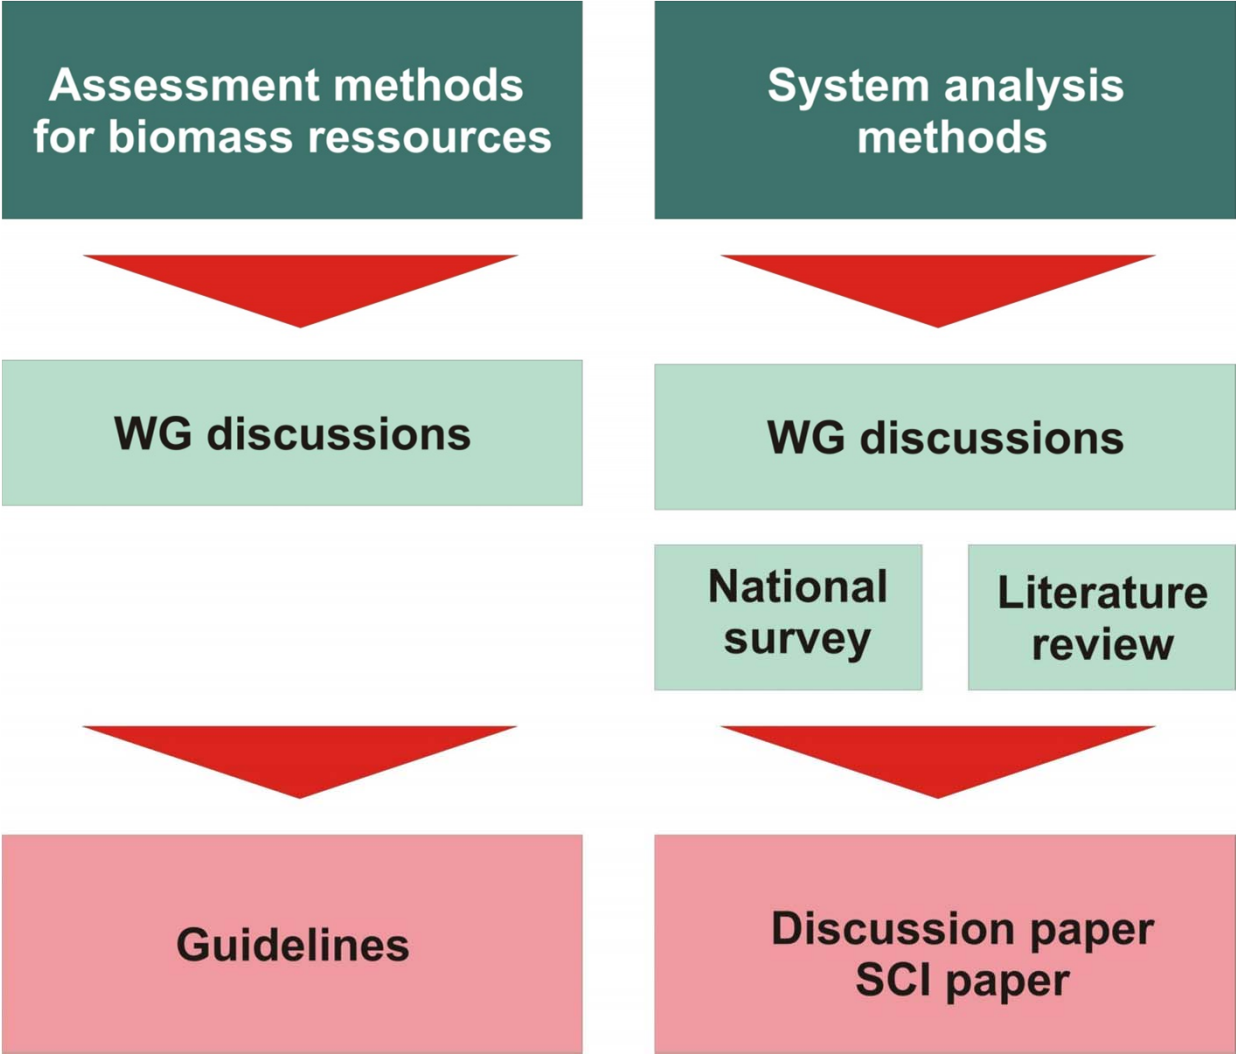 Assessment methods
for biomass ressources
System analysis
methods
WG discussions
WG discussions
National
survey
Literature
review
Guidelines
Discussion paper
SCI paper